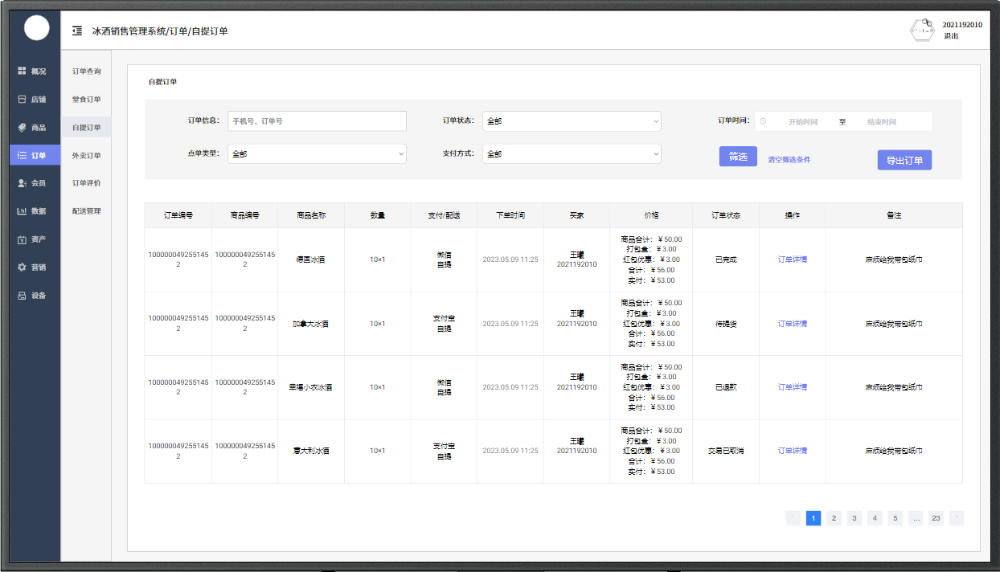 冰酒销售管理系统/订单/自提订单
2021192010
退出
概况
店铺
商品
订单
会员
数据
资产
营销
设备
订单查询
堂食订单
自提订单
外卖订单
订单评价
配送管理
自提订单
订单信息: 手机号、订单号 订单状态: 全部 订单时间: 开始时间 至 结束时间
点单类型: 全部 支付方式: 全部 筛选 清空筛选条件 导出订单
订单编号 商品编号 商品名称 数量 支付/配送 下单时间 买家 价格 订单状态 操作 备注
100000049255145
2
100000049255145
2
德国冰酒
10×1
微信
自提
2023.05.09 11:25
王曦
2021192010
商品合计: ¥50.00
打包盒: ¥3.00
红包优惠: ¥3.00
合计: ¥56.00
实付: ¥53.00
已完成
订单详情
麻烦给我带包纸巾
100000049255145
2
100000049255145
2
加拿大冰酒
10×1
支付宝
自提
2023.05.09 11:25
王曦
2021192010
商品合计: ¥50.00
打包盒: ¥3.00
红包优惠: ¥3.00
合计: ¥56.00
实付: ¥53.00
待提货
订单详情
麻烦给我带包纸巾
100000049255145
2
100000049255145
2
幸福小农冰酒
10×1
微信
自提
2023.05.09 11:25
王曦
2021192010
商品合计: ¥50.00
打包盒: ¥3.00
红包优惠: ¥3.00
合计: ¥56.00
实付: ¥53.00
已退款
订单详情
麻烦给我带包纸巾
100000049255145
2
100000049255145
2
意大利冰酒
10×1
支付宝
自提
2023.05.09 11:25
王曦
2021192010
商品合计: ¥50.00
打包盒: ¥3.00
红包优惠: ¥3.00
合计: ¥56.00
实付: ¥53.00
交易已取消
订单详情
麻烦给我带包纸巾
1 2 3 4 5 ... 23